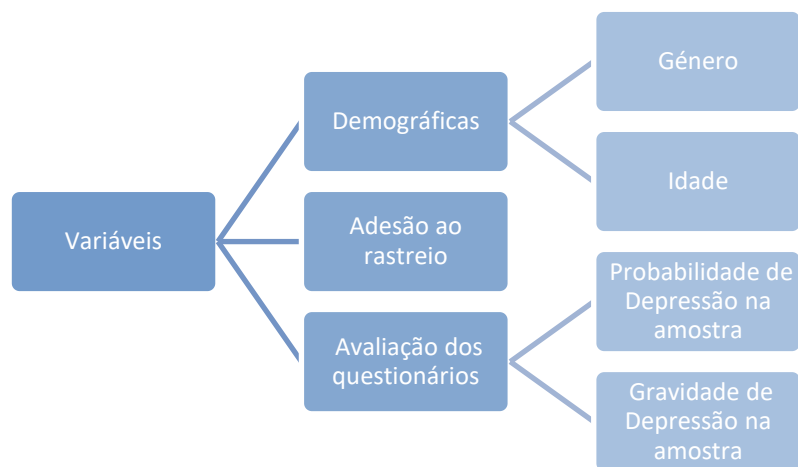 Variáveis
Demográficas
Género
Idade
Adesão ao
rastreio
Avaliação dos
questionários
Probabilidade de
Depressão na
amostra
Gravidade de
Depressão na
amostra